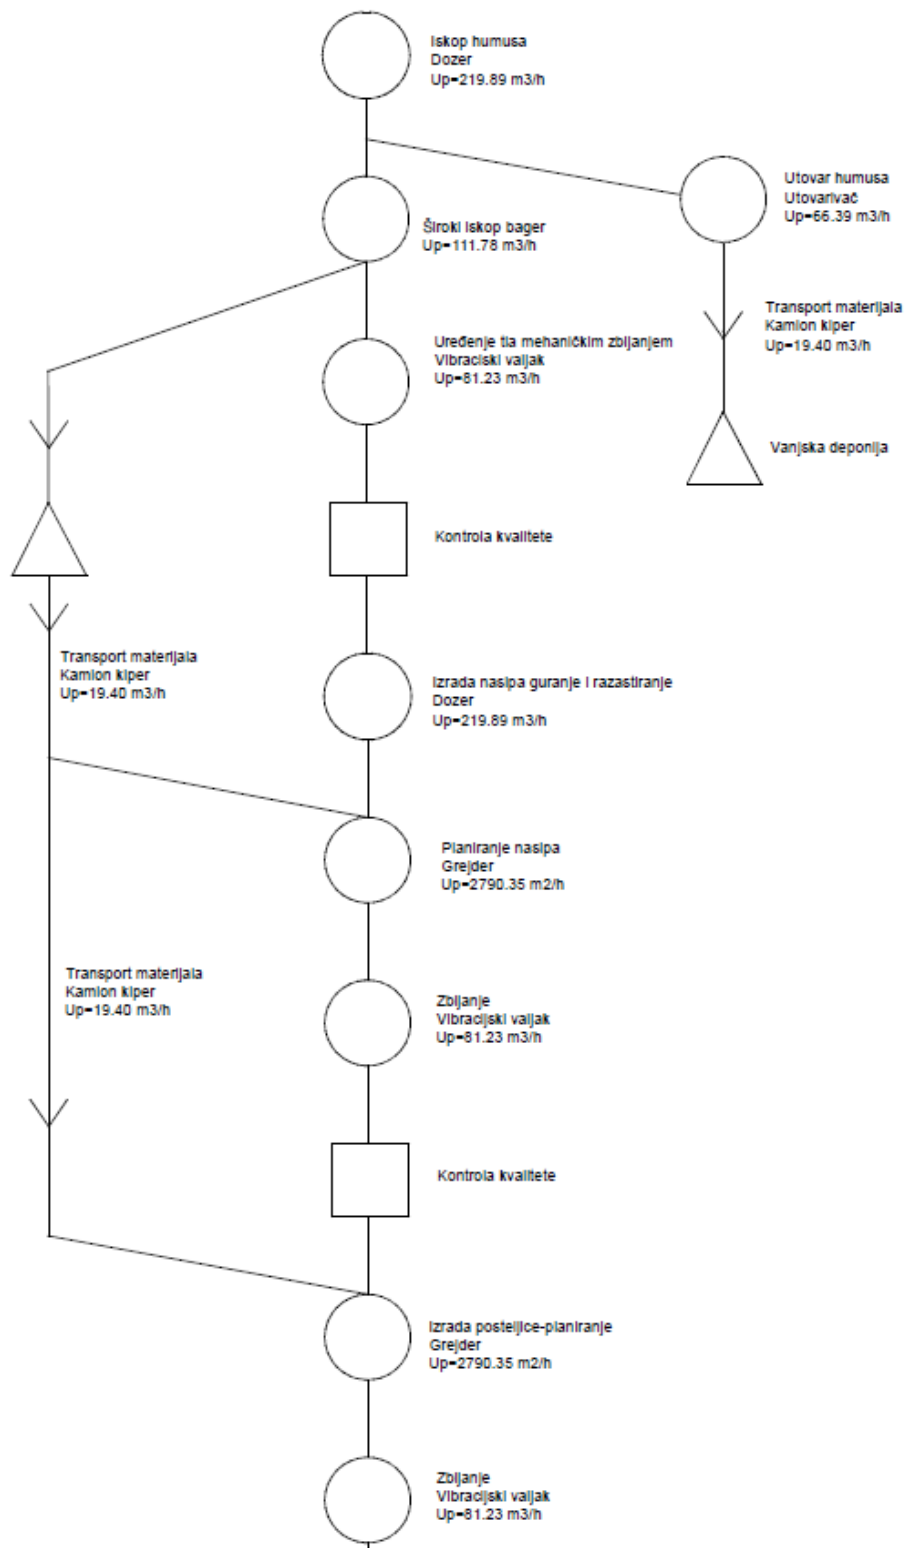 Iskop humusa
Dozer
Up=219.89 m3/h
Utovar humusa
Utovarivač
Up=66.39 m3/h
Široki iskop bager
Up=111.78 m3/h
Transport materijala
Kamion kiper
Up=19.40 m3/h
Uređenje tla mehaničkim zbijanjem
Vibraciski valjak
Up=81.23 m3/h
Vanjska deponija
Kontrola kvalitete
Transport materijala
Kamion kiper
Up=19.40 m3/h
Izrada nasipa guranje i razastiranje
Dozer
Up=219.89 m3/h
Planiranje nasipa
Grejder
Up=2790.35 m2/h
Transport materijala
Kamion kiper
Up=19.40 m3/h
Zbijanje
Vibracijski valjak
Up=81.23 m3/h
Kontrola kvalitete
Izrada posteljice-planiranje
Grejder
Up=2790.35 m2/h
Zbijanje
Vibracijski valjak
Up=81.23 m3/h